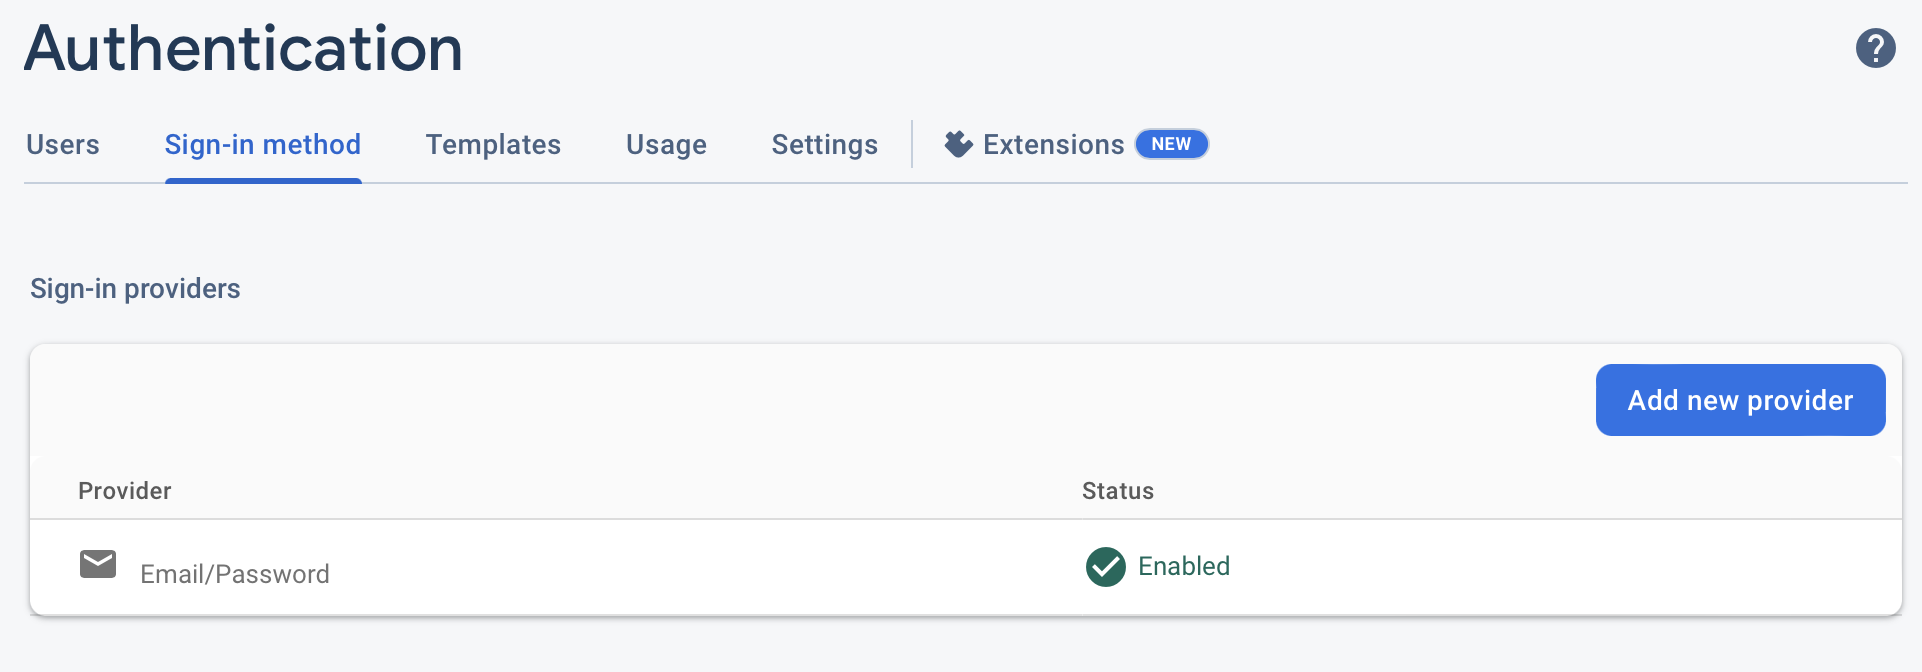 Authentication
Users Sign-in method Templates Usage Settings Extensions NEW
Sign-in providers
Add new provider
Provider Status
Email/Password Enabled